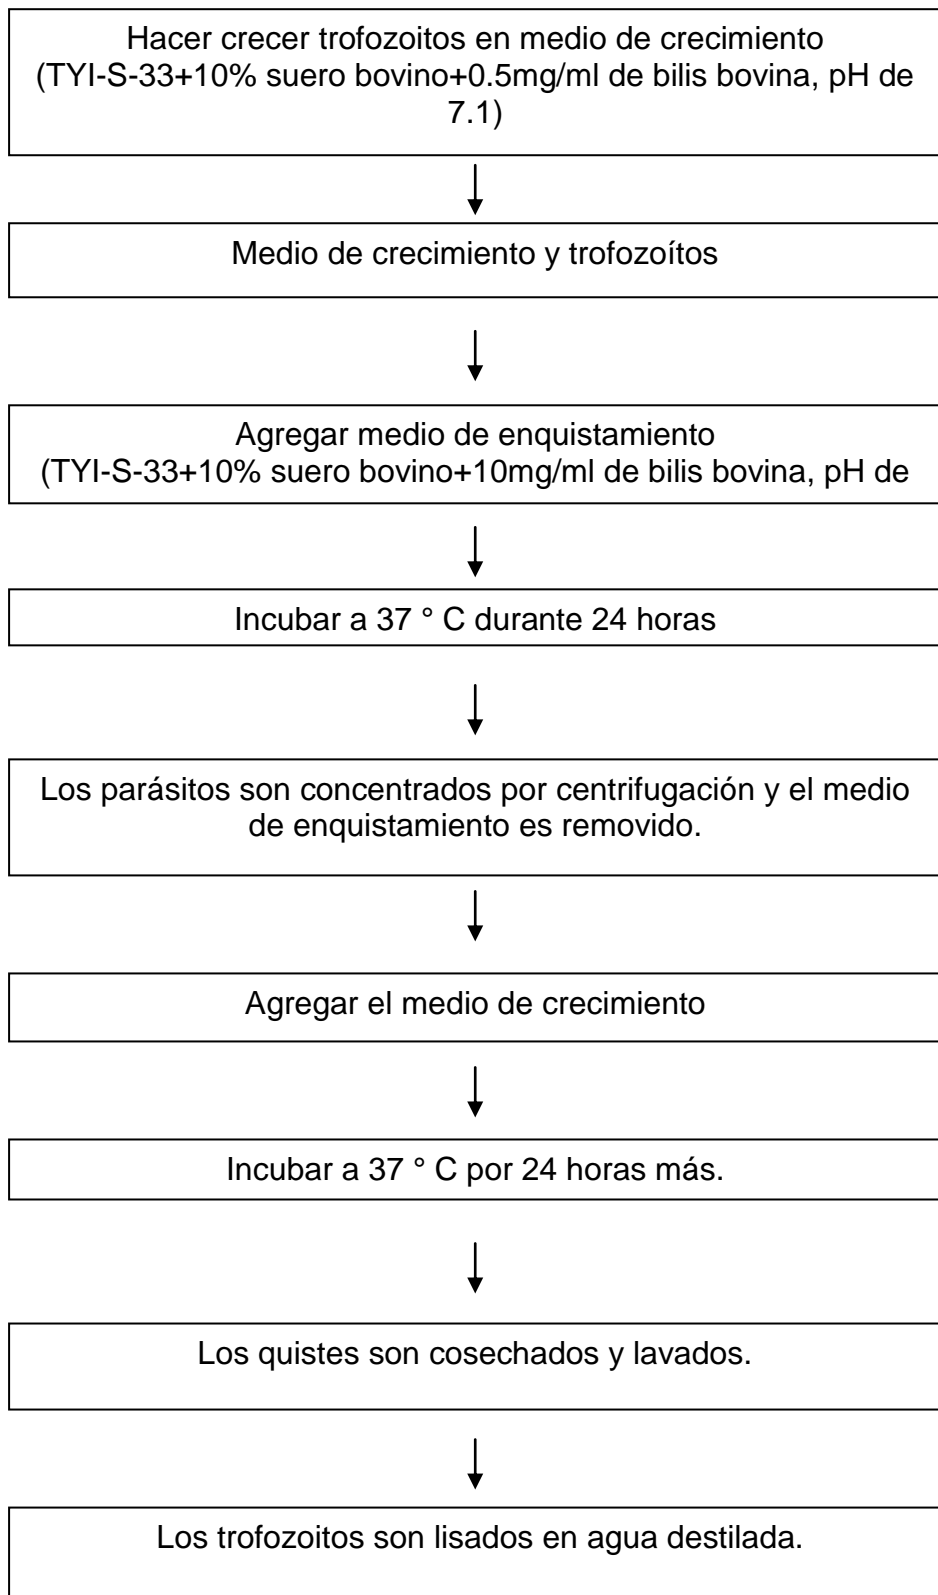 Hacer crecer trofozoitos en medio de crecimiento
(TYI-S-33+10% suero bovino+0.5mg/ml de bilis bovina, pH de
7.1)
Medio de crecimiento y trofozoítos
Agregar medio de enquistamiento
(TYI-S-33+10% suero bovino+10mg/ml de bilis bovina, pH de
Incubar a 37 ° C durante 24 horas
Los parásitos son concentrados por centrifugación y el medio
de enquistamiento es removido.
Agregar el medio de crecimiento
Incubar a 37 ° C por 24 horas más.
Los quistes son cosechados y lavados.
Los trofozoitos son lisados en agua destilada.